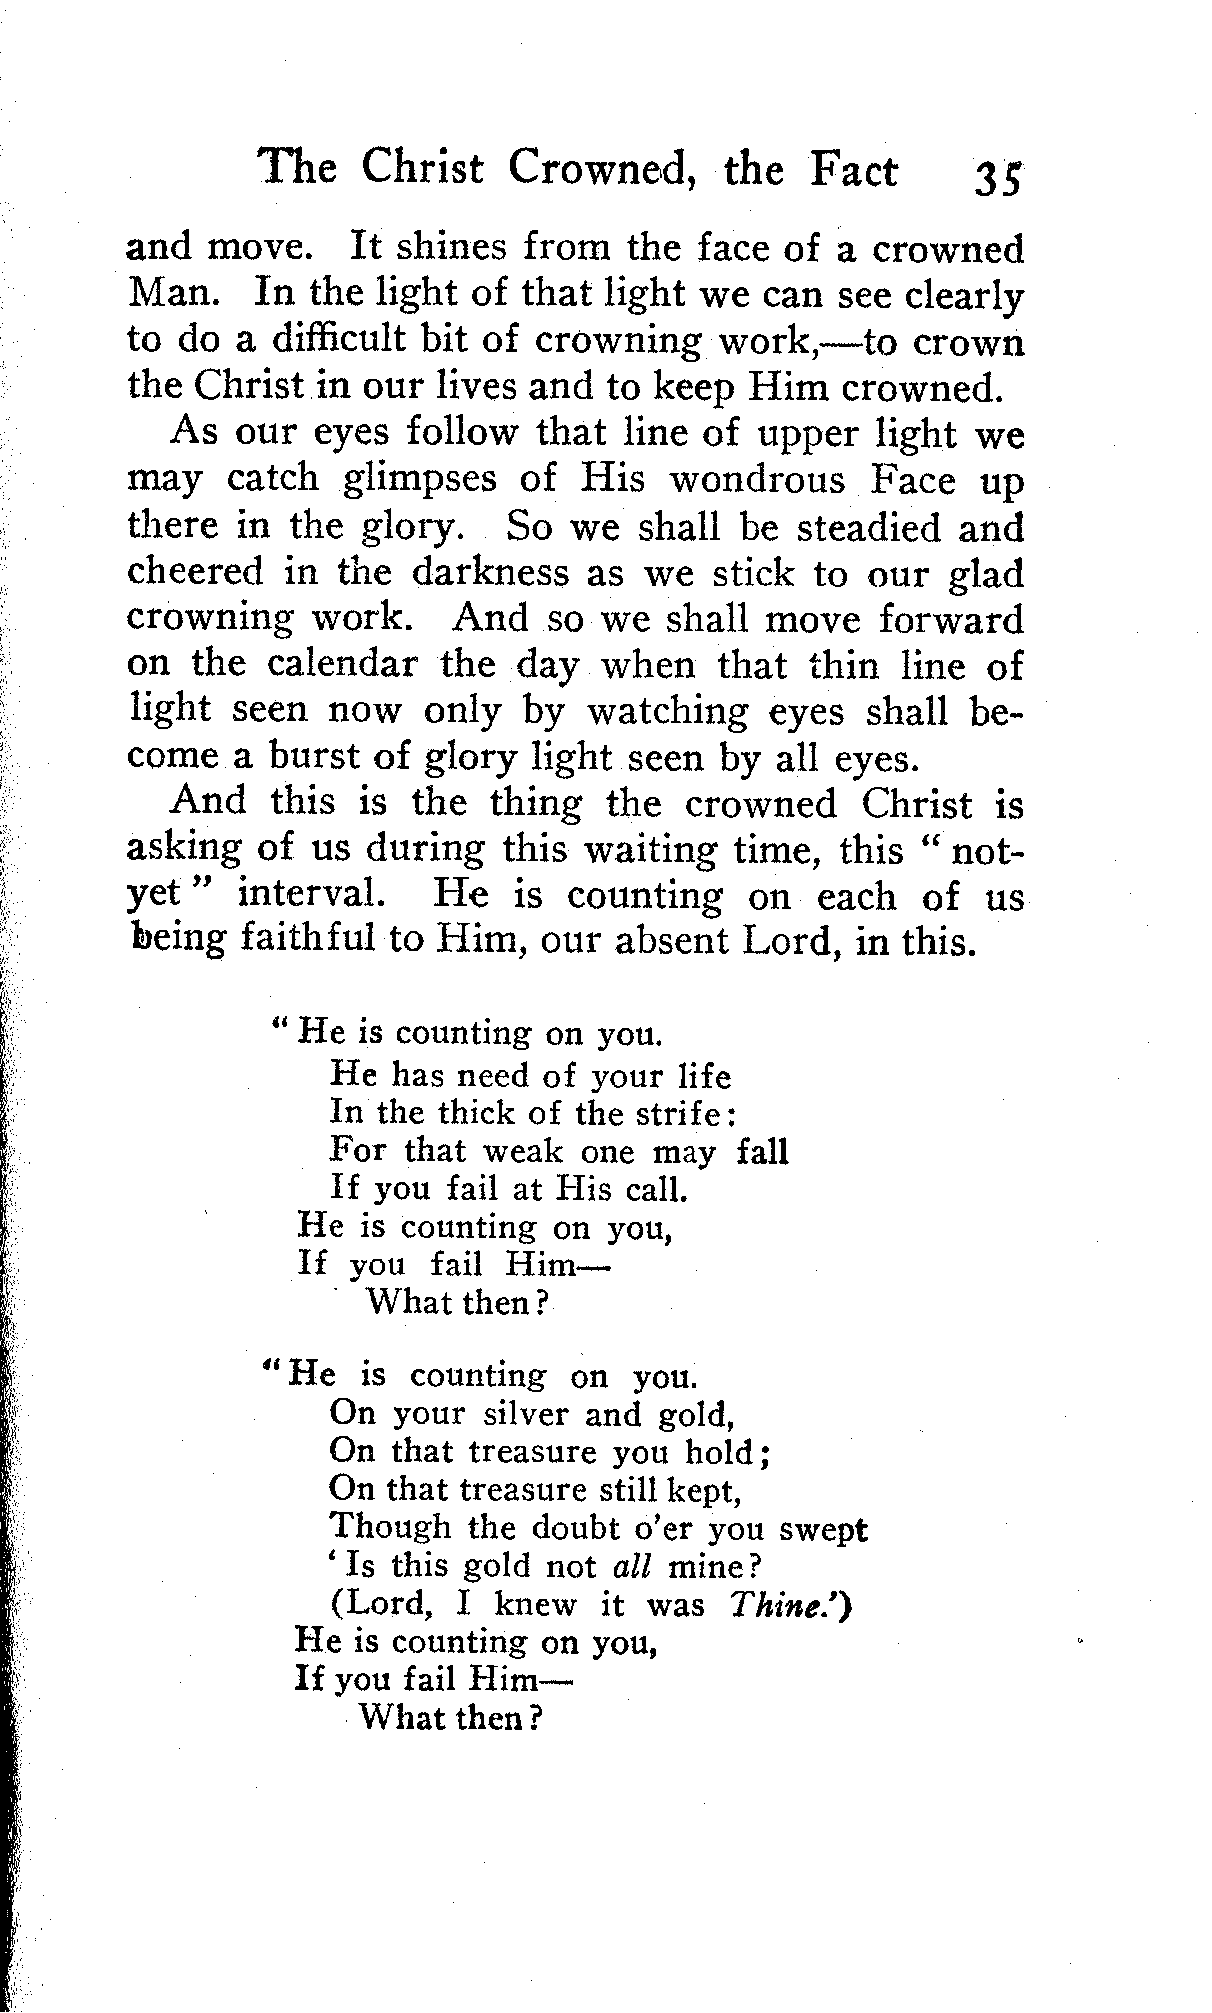 The Christ Crowned, the Fact 35
and move. It shines from the face of a crowned
Man. In the light of that light we can see clearly
to do a difficult bit of crowning work,—to crown
the Christ in our lives and to keep Him crowned.
As our eyes follow that line of upper light we
may catch glimpses of His wondrous Face up
there in the glory. So we shall be steadied and
cheered in the darkness as we stick to our glad
crowning work. And so we shall move forward
on the calendar the day when that thin line of
light seen now only by watching eyes shall be-
come a burst of glory light seen by all eyes.
And this is the thing the crowned Christ is
asking of us during this waiting time, this " not-
yet " interval. He is counting on each of us
being faithful to Him, our absent Lord, in this.
" He is counting on you.
He has need of your life
In the thick of the strife:
For that weak one may fall
If you fail at His call.
He is counting on you,
If you fail Him—
What then?
" He is counting on you.
On your silver and gold,
On that treasure you hold;
On that treasure still kept,
Though the doubt o'er you swept
' Is this gold not all mine?
(Lord, I knew it was Thine.')
He is counting on you,
If you fail Him—
What then?